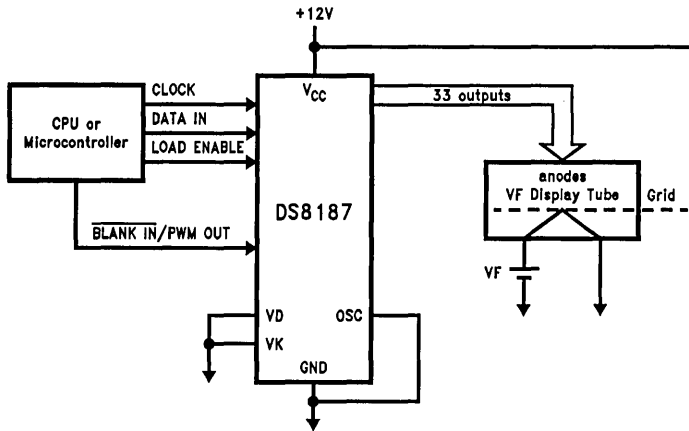 +12V
CPU or
Microcontroller
CLOCK
DATA IN
LOAD ENABLE
BLANK IN/PWM OUT
VCC
DS8187
VD
VK
OSC
GND
33 outputs
anodes
VF Display Tube
Grid
VF